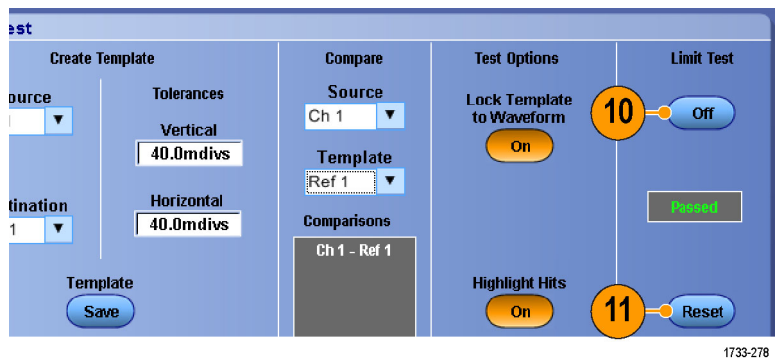 est
Create Template
Compare
Test Options
Limit Test
ource
Tolerances
Vertical
40.0mdivs
Horizontal
40.0mdivs
tination
1
Template
Save
Source
Ch 1
Template
Ref 1
Comparisons
Ch 1 - Ref 1
Lock Template
to Waveform
On
Highlight Hits
On
10
Off
Passed
11
Reset
1733-278